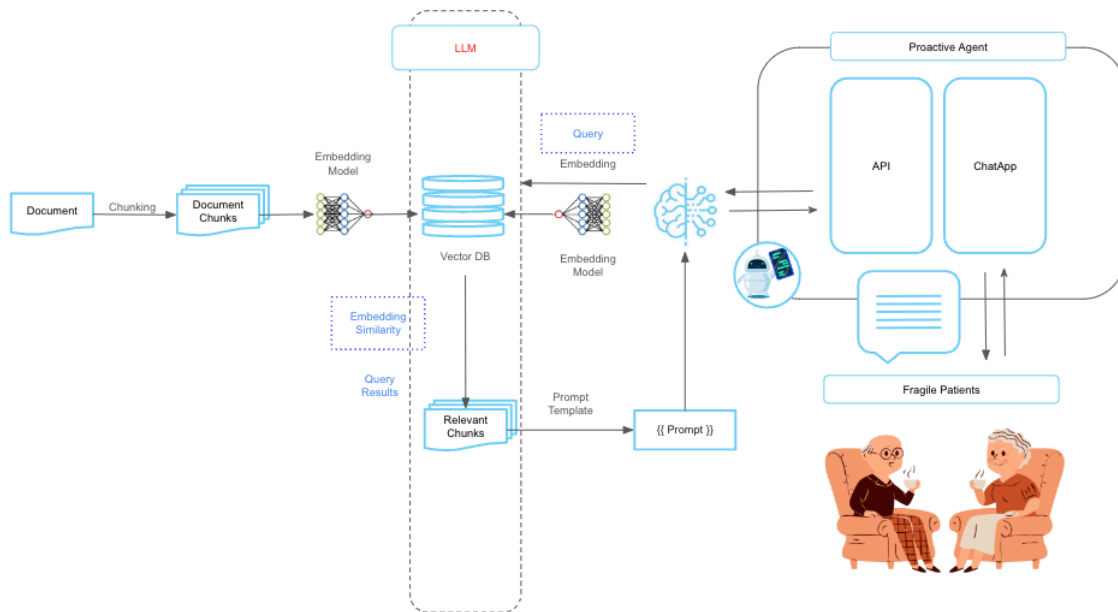 LLM
Proactive Agent
Query
Embedding
Embedding
Model
API
ChatApp
Document
Chunking
Document
Chunks
Vector DB
Embedding
Model
Embedding
Similarity
Query
Results
Relevant
Chunks
Prompt
Template
{{ Prompt }}
Fragile Patients